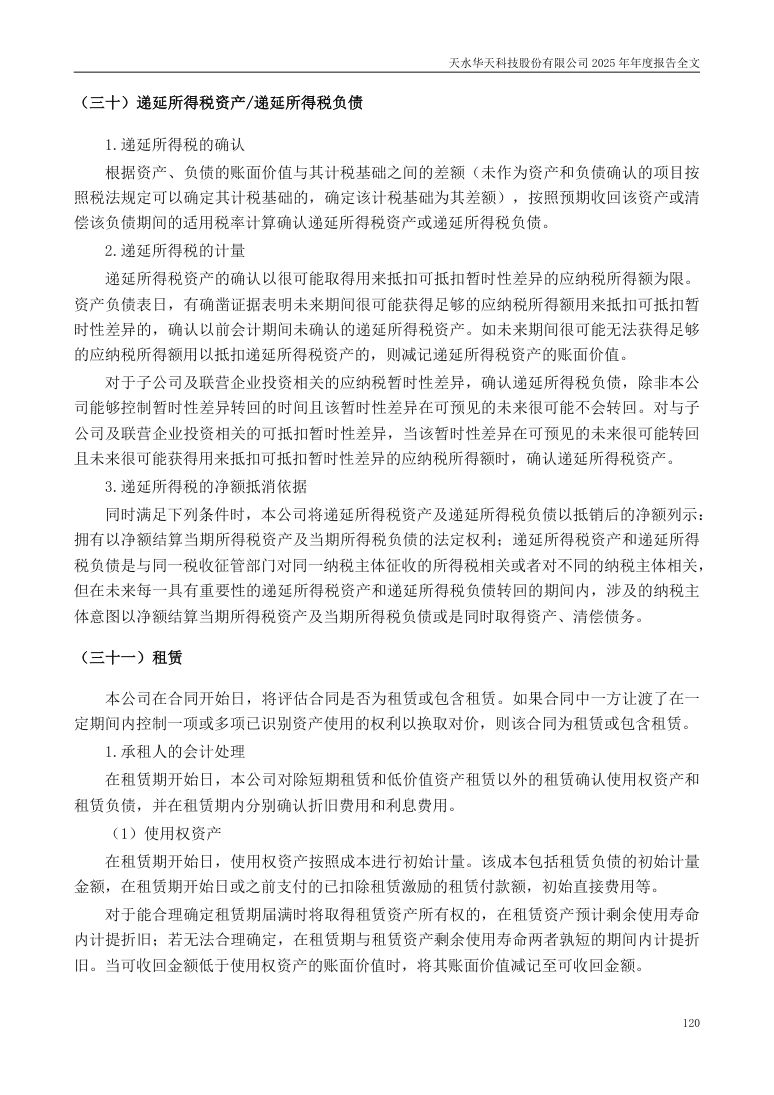 天水华天科技股份有限公司 2025 年年度报告全文
（三十）递延所得税资产/递延所得税负债
1.递延所得税的确认
根据资产、负债的账面价值与其计税基础之间的差额（未作为资产和负债确认的项目按
照税法规定可以确定其计税基础的，确定该计税基础为其差额），按照预期收回该资产或清
偿该负债期间的适用税率计算确认递延所得税资产或递延所得税负债。
2.递延所得税的计量
递延所得税资产的确认以很可能取得用来抵扣可抵扣暂时性差异的应纳税所得额为限。
资产负债表日，有确凿证据表明未来期间很可能获得足够的应纳税所得额用来抵扣可抵扣暂
时性差异的，确认以前会计期间未确认的递延所得税资产。如未来期间很可能无法获得足够
的应纳税所得额用以抵扣递延所得税资产的，则减记递延所得税资产的账面价值。
对于子公司及联营企业投资相关的应纳税暂时性差异，确认递延所得税负债，除非本公
司能够控制暂时性差异转回的时间且该暂时性差异在可预见的未来很可能不会转回。对与子
公司及联营企业投资相关的可抵扣暂时性差异，当该暂时性差异在可预见的未来很可能转回
且未来很可能获得用来抵扣可抵扣暂时性差异的应纳税所得额时，确认递延所得税资产。
3.递延所得税的净额抵消依据
同时满足下列条件时，本公司将递延所得税资产及递延所得税负债以抵销后的净额列示：
拥有以净额结算当期所得税资产及当期所得税负债的法定权利；递延所得税资产和递延所得
税负债是与同一税收征管部门对同一纳税主体征收的所得税相关或者对不同的纳税主体相关，
但在未来每一具有重要性的递延所得税资产和递延所得税负债转回的期间内，涉及的纳税主
体意图以净额结算当期所得税资产及当期所得税负债或是同时取得资产、清偿债务。
（三十一）租赁
本公司在合同开始日，将评估合同是否为租赁或包含租赁。如果合同中一方让渡了在一
定期间内控制一项或多项已识别资产使用的权利以换取对价，则该合同为租赁或包含租赁。
1.承租人的会计处理
在租赁期开始日，本公司对除短期租赁和低价值资产租赁以外的租赁确认使用权资产和
租赁负债，并在租赁期内分别确认折旧费用和利息费用。
（1）使用权资产
在租赁期开始日，使用权资产按照成本进行初始计量。该成本包括租赁负债的初始计量
金额，在租赁期开始日或之前支付的已扣除租赁激励的租赁付款额，初始直接费用等。
对于能合理确定租赁期届满时将取得租赁资产所有权的，在租赁资产预计剩余使用寿命
内计提折旧；若无法合理确定，在租赁期与租赁资产剩余使用寿命两者孰短的期间内计提折
旧。当可收回金额低于使用权资产的账面价值时，将其账面价值减记至可收回金额。
120